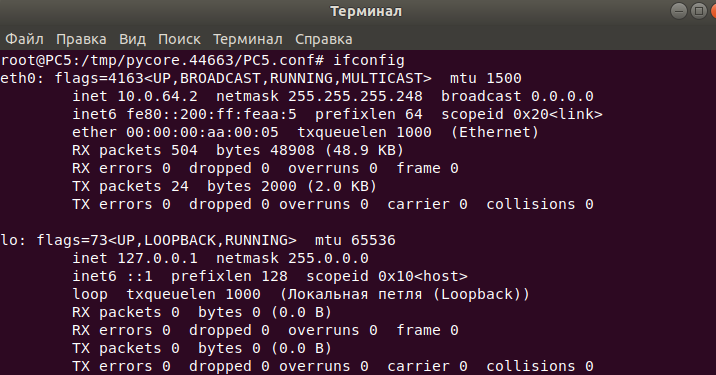 Терминал
Файл Правка Вид Поиск Терминал Справка
root@PC5:/tmp/pycore.44663/PC5.conf# ifconfig
eth0: flags=4163<UP,BROADCAST,RUNNING,MULTICAST>  mtu 1500
        inet 10.0.64.2  netmask 255.255.255.248  broadcast 0.0.0.0
        inet6 fe80::200:ff:feaa:5  prefixlen 64  scopeid 0x20<link>
        ether 00:00:00:aa:00:05  txqueuelen 1000  (Ethernet)
        RX packets 504  bytes 48908 (48.9 KB)
        RX errors 0  dropped 0  overruns 0  frame 0
        TX packets 24  bytes 2000 (2.0 KB)
        TX errors 0  dropped 0 overruns 0  carrier 0  collisions 0
lo: flags=73<UP,LOOPBACK,RUNNING>  mtu 65536
        inet 127.0.0.1  netmask 255.0.0.0
        inet6 ::1  prefixlen 128  scopeid 0x10<host>
        loop  txqueuelen 1000  (Локальная петля (Loopback))
        RX packets 0  bytes 0 (0.0 B)
        RX errors 0  dropped 0  overruns 0  frame 0
        TX packets 0  bytes 0 (0.0 B)
        TX errors 0  dropped 0 overruns 0  carrier 0  collisions 0